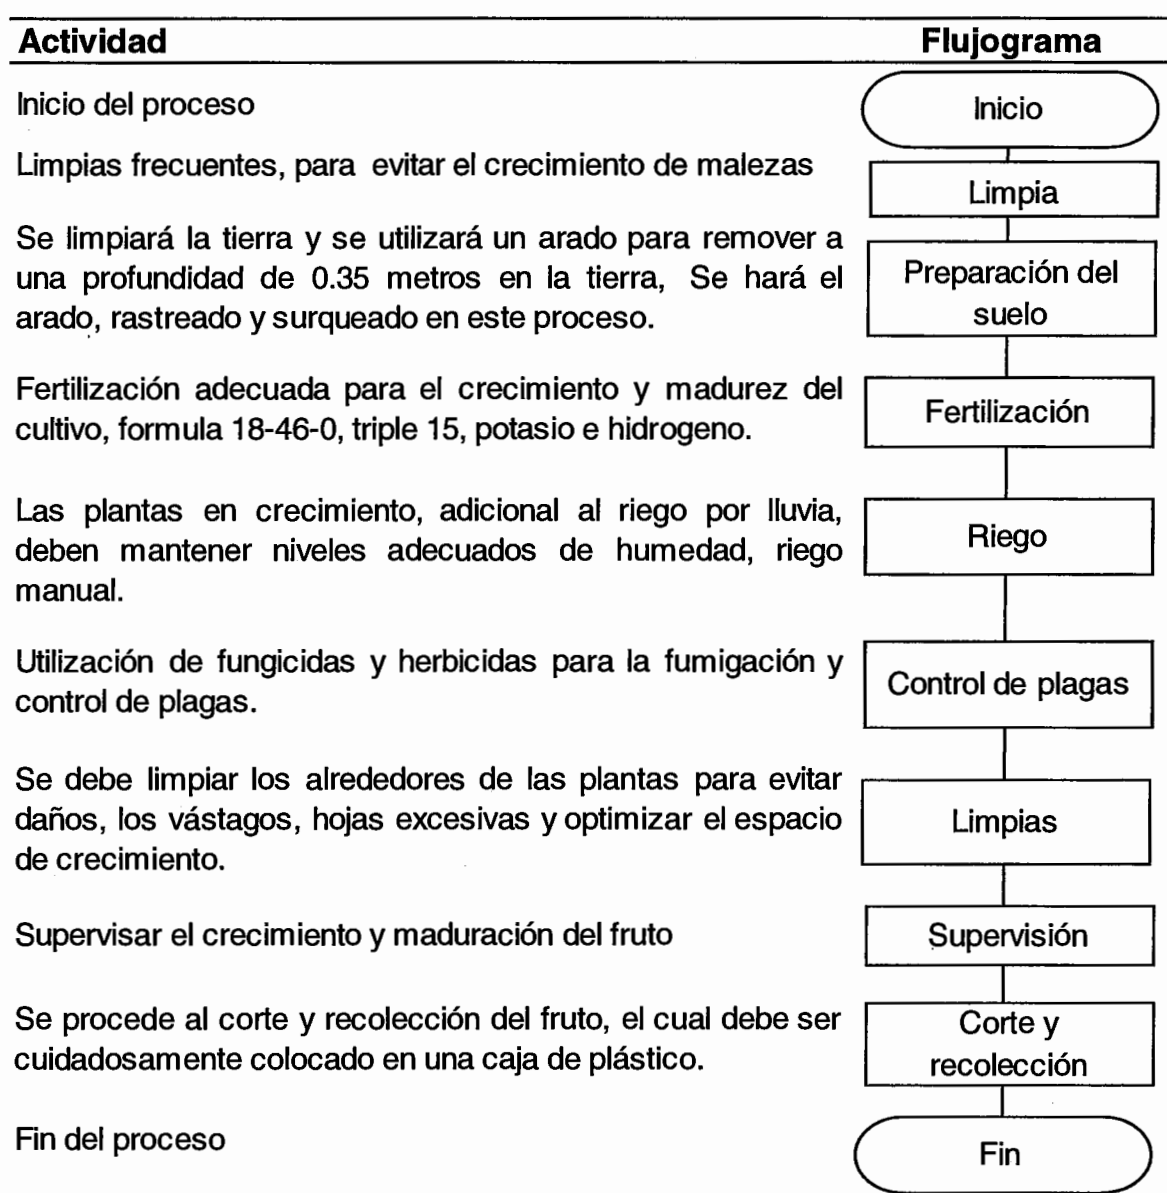 Actividad Flujograma
Inicio del proceso
Inicio
Limpias frecuentes, para evitar el crecimiento de malezas
Limpia
Se limpiará la tierra y se utilizará un arado para remover a
una profundidad de 0.35 metros en la tierra, Se hará el
arado, rastreado y surqueado en este proceso.
Preparación del
suelo
Fertilización adecuada para el crecimiento y madurez del
cultivo, formula 18-46-0, triple 15, potasio e hidrogeno.
Fertilización
Las plantas en crecimiento, adicional al riego por lluvia,
deben mantener niveles adecuados de humedad, riego
manual.
Riego
Utilización de fungicidas y herbicidas para la fumigación y
control de plagas.
Control de plagas
Se debe limpiar los alrededores de las plantas para evitar
daños, los vástagos, hojas excesivas y optimizar el espacio
de crecimiento.
Limpias
Supervisar el crecimiento y maduración del fruto
Supervisión
Se procede al corte y recolección del fruto, el cual debe ser
cuidadosamente colocado en una caja de plástico.
Corte y
recolección
Fin del proceso
Fin